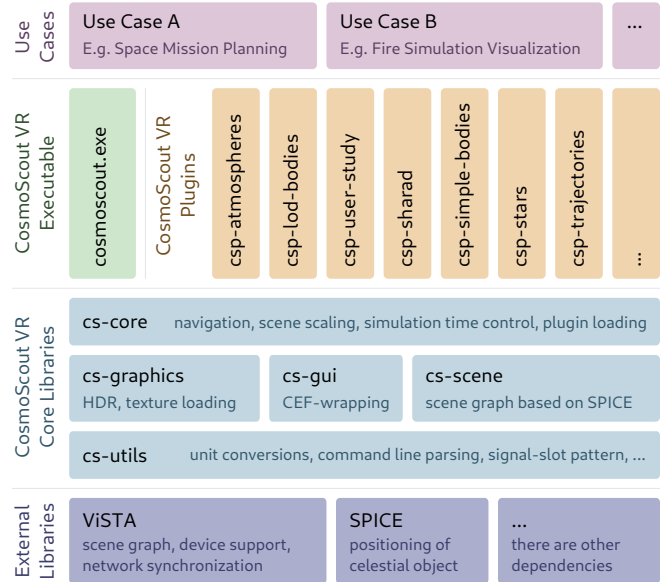 Use
Cases
Use Case A
E.g. Space Mission Planning
Use Case B
E.g. Fire Simulation Visualization
...
CosmoScout VR
Executable
cosmoscout.exe
CosmoScout VR
Plugins
csp-atmospheres
csp-lod-bodies
csp-user-study
csp-sharad
csp-simple-bodies
csp-stars
csp-trajectories
...
CosmoScout VR
Core Libraries
cs-core navigation, scene scaling, simulation time control, plugin loading
cs-graphics
HDR, texture loading
cs-gui
CEF-wrapping
cs-scene
scene graph based on SPICE
cs-utils unit conversions, command line parsing, signal-slot pattern, ...
External
Libraries
ViSTA
scene graph, device support,
network synchronization
SPICE
positioning of
celestial object
...
there are other
dependencies